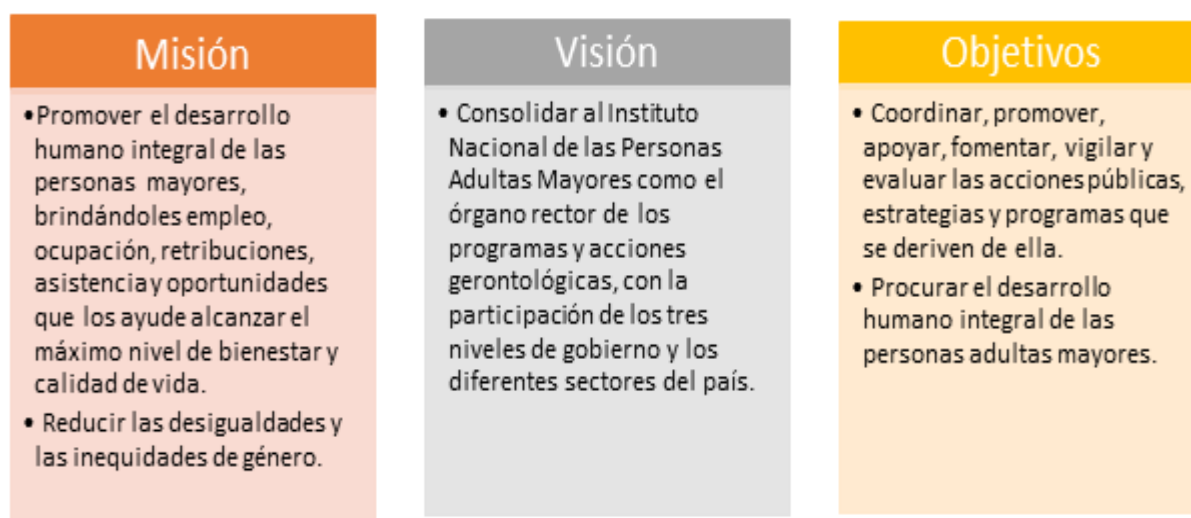 Misión
•Promover el desarrollo
humano integral de las
personas mayores,
brindándoles empleo,
ocupación, retribuciones,
asistencia y oportunidades
que los ayude alcanzar el
máximo nivel de bienestar y
calidad de vida.
• Reducir las desigualdades y
las inequidades de género.
Visión
• Consolidar al Instituto
Nacional de las Personas
Adultas Mayores como el
órgano rector de los
programas y acciones
gerontológicas, con la
participación de los tres
niveles de gobierno y los
diferentes sectores del país.
Objetivos
• Coordinar, promover,
apoyar, fomentar, vigilar y
evaluar las acciones públicas,
estrategias y programas que
se deriven de ella.
• Procurar el desarrollo
humano integral de las
personas adultas mayores.